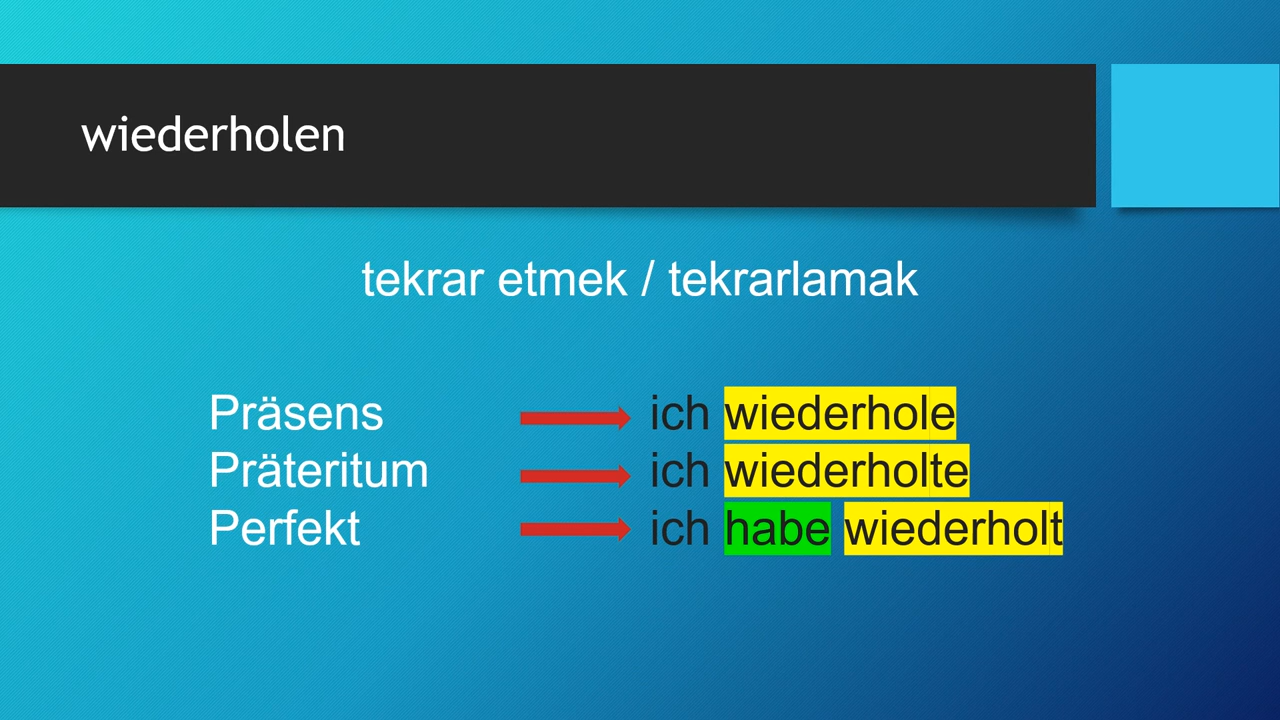 wiederholen
tekrar etmek / tekrarlamak
Präsens ich wiederhole
Präteritum ich wiederholte
Perfekt ich habe wiederholt